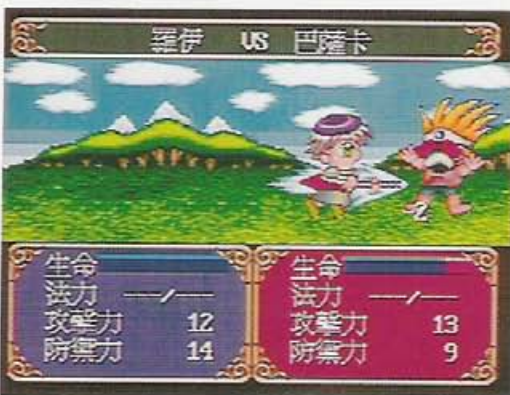 羅伊 VS 巴薩卡
生命
法力 ---/---
攻擊力 12
防禦力 14
生命
法力 ---/---
攻擊力 13
防禦力 9
2